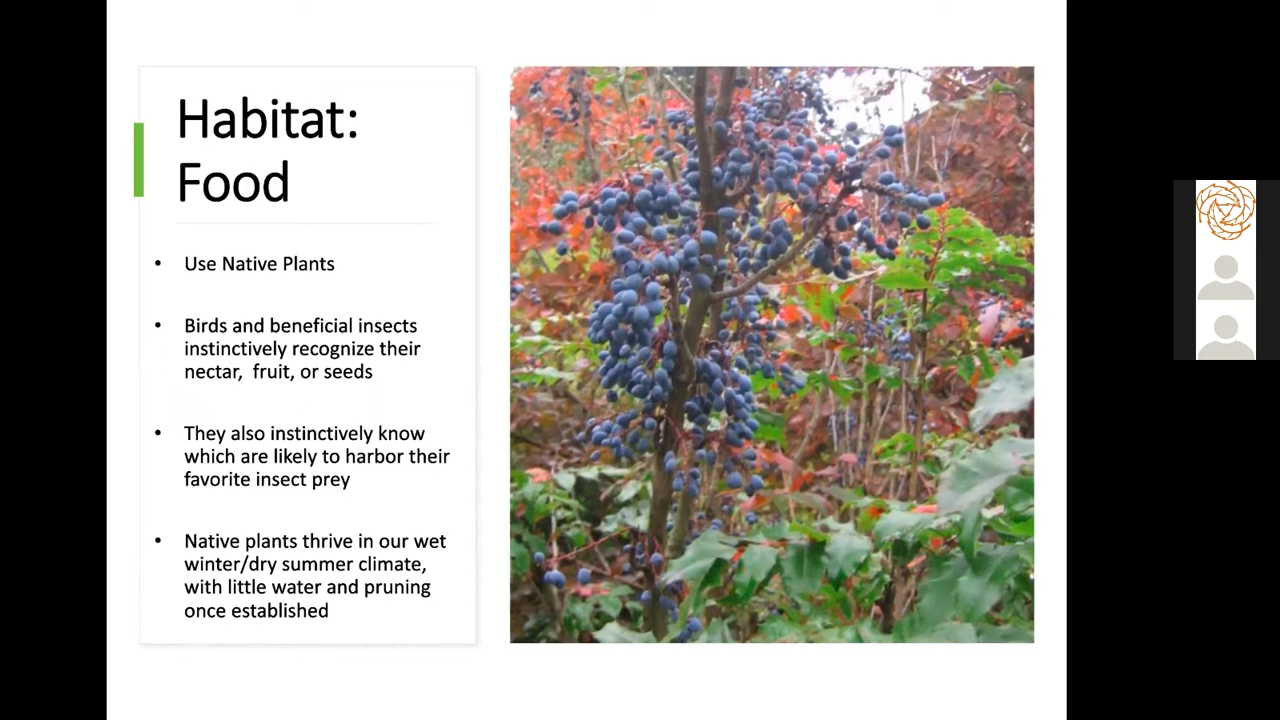 Habitat:
Food
• Use Native Plants
• Birds and beneficial insects
instinctively recognize their
nectar,  fruit, or seeds
• They also instinctively know
which are likely to harbor their
favorite insect prey
• Native plants thrive in our wet
winter/dry summer climate,
with little water and pruning
once established